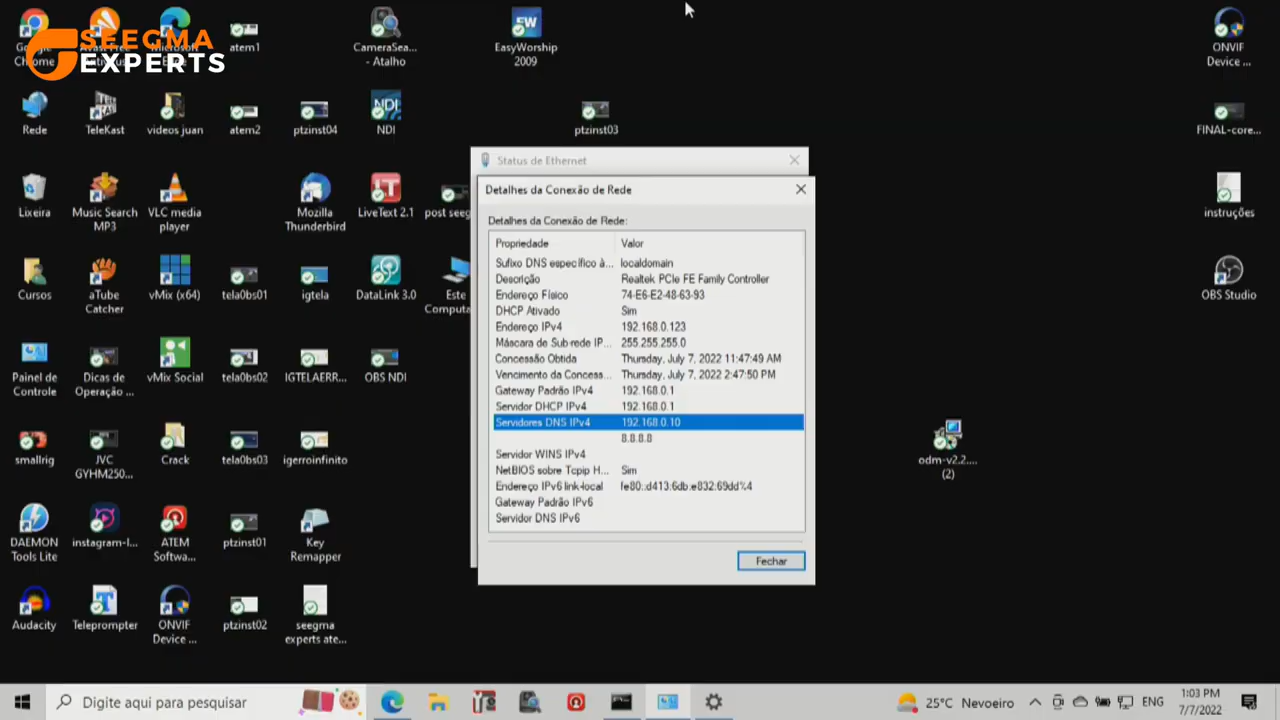 SEEGMA
EXPERTS
atem1
CameraSea...
- Atalho
EasyWorship
2009
ONVIF
Device ...
Rede
TeleKast
videos juan
atem2
ptzinst04
NDI
ptzinst03
FINAL-core...
Lixeira
Music Search
MP3
VLC media
player
Mozilla
Thunderbird
LiveText 2.1
post seeg
instruções
Cursos
aTube
Catcher
vMix (x64)
tela0bs01
igtela
DataLink 3.0
Este
Computa
OBS Studio
Painel de
Controle
Dicas de
Operação ...
vMix Social
tela0bs02
IGTELAERR...
OBS NDI
smallrig
JVC
GYHM250...
Crack
tela0bs03
igerroinfinito
odm-v2.2....
(2)
DAEMON
Tools Lite
instagram-l...
ATEM
Softwa...
ptzinst01
Key
Remapper
Audacity
Teleprompter
ONVIF
Device ...
ptzinst02
seegma
experts ate...
Status de Ethernet
Detalhes da Conexão de Rede
Detalhes da Conexão de Rede:
Propriedade Valor
Sufixo DNS específico à... localdomain
Descrição Realtek PCIe FE Family Controller
Endereço Físico 74-E6-E2-48-63-93
DHCP Ativado Sim
Endereço IPv4 192.168.0.123
Máscara de Sub-rede IP... 255.255.255.0
Concessão Obtida Thursday, July 7, 2022 11:47:49 AM
Vencimento da Concess... Thursday, July 7, 2022 2:47:50 PM
Gateway Padrão IPv4 192.168.0.1
Servidor DHCP IPv4 192.168.0.1
Servidores DNS IPv4 192.168.0.10
8.8.8.8
Servidor WINS IPv4
NetBIOS sobre Tcpip H... Sim
Endereço IPv6 link-local fe80::d413:6db:e832:69dd%4
Gateway Padrão IPv6
Servidor DNS IPv6
Fechar
Digite aqui para pesquisar
25°C Nevoeiro
ENG
1:03 PM
7/7/2022